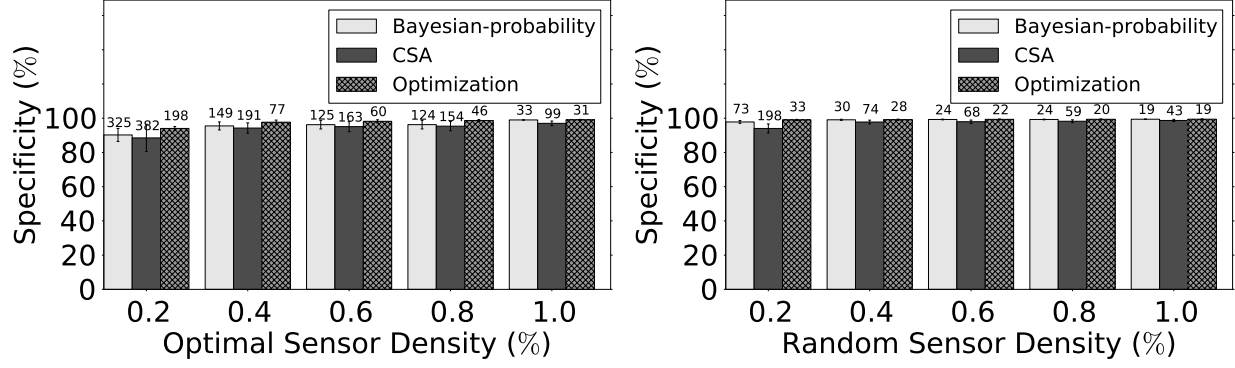 Bayesian-probability
CSA
Optimization
325 382 198 149 191 77 125 163 60 124 154 46 33 99 31
Specificity (%)
100
80
60
40
20
0
0.2 0.4 0.6 0.8 1.0
Optimal Sensor Density (%)
Bayesian-probability
CSA
Optimization
73 198 33 30 74 28 24 68 22 24 59 20 19 43 19
Specificity (%)
100
80
60
40
20
0
0.2 0.4 0.6 0.8 1.0
Random Sensor Density (%)